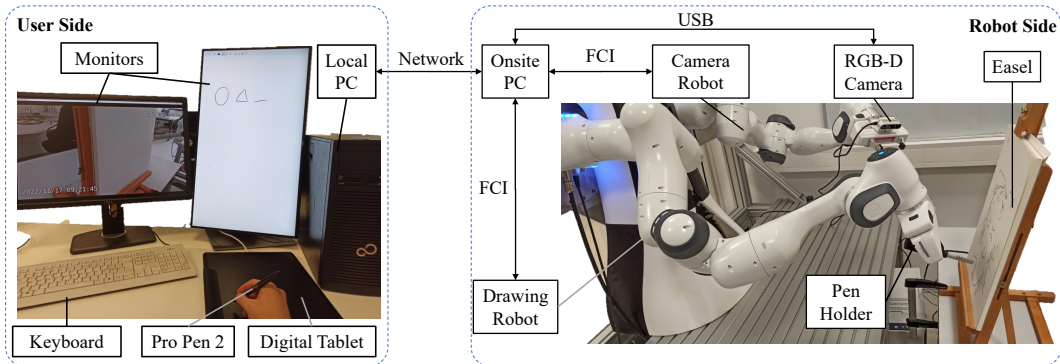 User Side
Monitors
Local
PC
Network
Onsite
PC
USB
FCI
Camera
Robot
RGB-D
Camera
Robot Side
Easel
2022/11/17 09:21:45
FCI
Drawing
Robot
Pen
Holder
Keyboard
Pro Pen 2
Digital Tablet